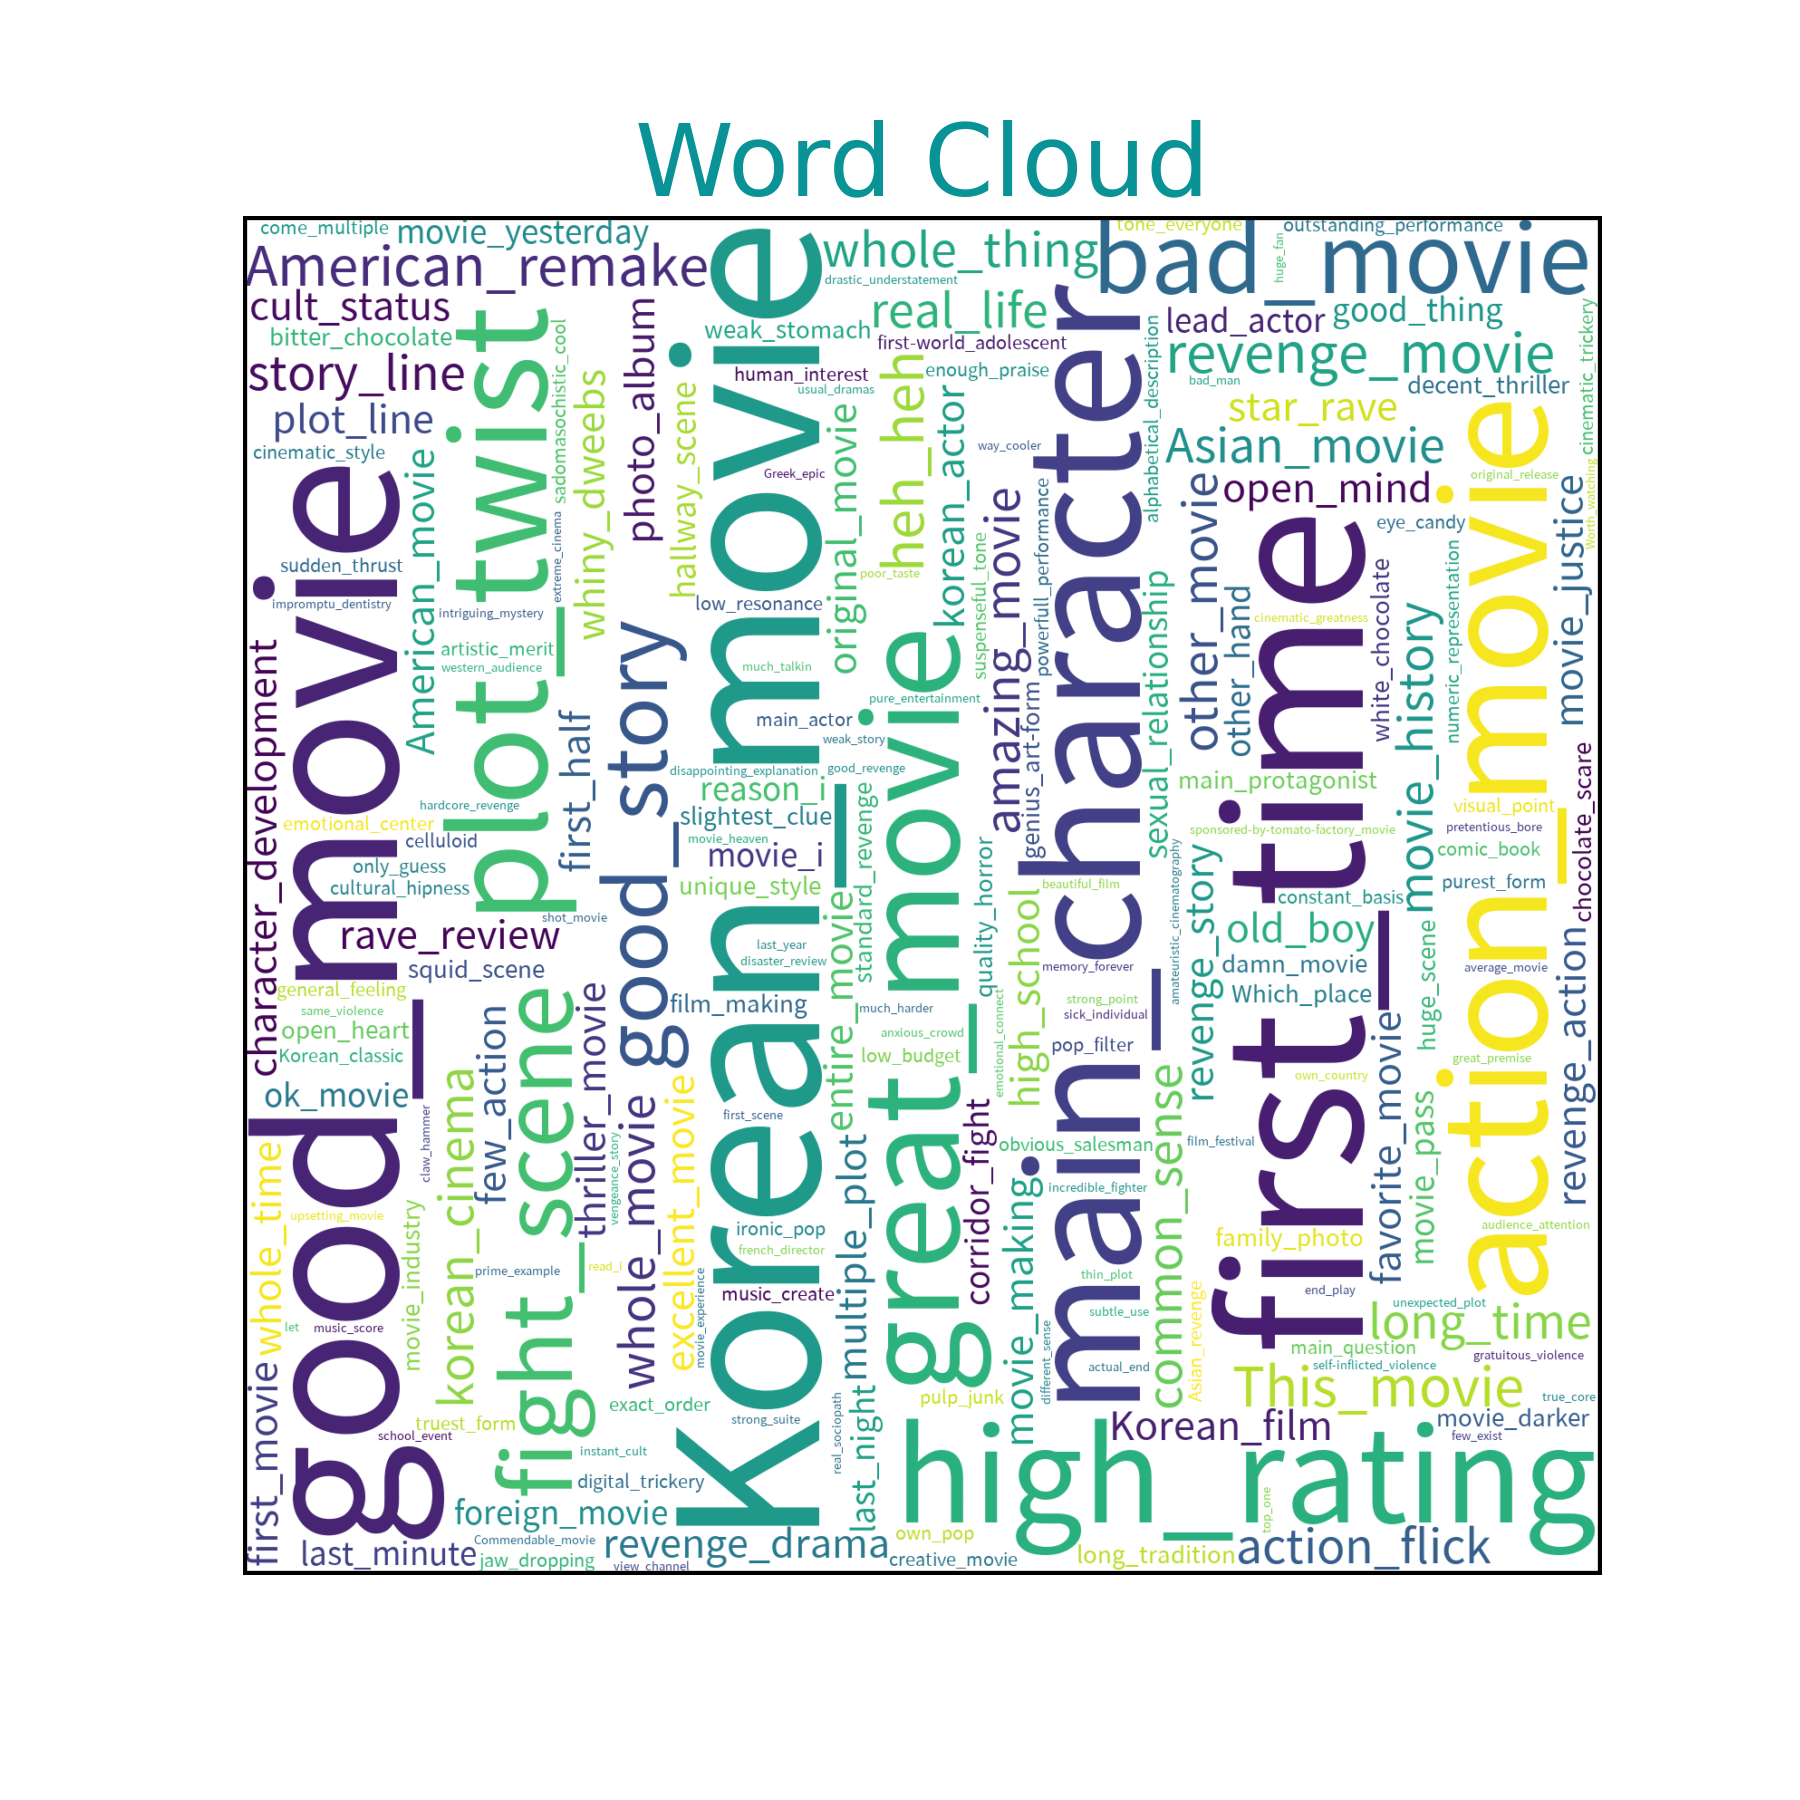 Word Cloud
come_multiple
movie_yesterday
American_remake
cult_status
bitter_chocolate
story_line
plot_line
cinematic_style
good_movie
sudden_thrust
impromptu_dentistry
American_movie
plot_twist
intriguing_mystery
artistic_merit
western_audience
sadomasochistic_cool
extreme_cinema
whiny_dweebs
photo_album
hallway_scene
Korean_movie
whole_thing
drastic_understatement
weak_stomach
real_life
human_interest
first-world_adolescent
usual_dramas
enough_praise
Greek_epic
original_movie
heh_heh
korean_actor
way_cooler
poor_taste
low_resonance
much_talkin
pure_entertainment
main_actor
weak_story
disappointing_explanation
good_revenge
reason_i
slightest_clue
movie_heaven
movie_i
unique_style
great_movie
suspenseful_tone
amazing_movie
powerfull_performance
genius_art-form
main_character
alphabetical_description
bad_movie
tone_everyone
huge_fan
outstanding_performance
lead_actor
good_thing
revenge_movie
bad_man
decent_thriller
cinematic_trickery
star_rave
Asian_movie
open_mind
original_release
Worth_watching
eye_candy
movie_justice
action_movie
other_movie
other_hand
sexual_relationship
first_time
cinematic_greatness
white_chocolate
movie_history
numeric_representation
main_protagonist
sponsored-by-tomato-factory_movie
visual_point
pretentious_bore
comic_book
purest_form
chocolate_scare
constant_basis
old_boy
damn_movie
Which_place
huge_scene
average_movie
revenge_action
revenge_story
amateuristic_cinematography
character_development
hardcore_revenge
emotional_center
celluloid
only_guess
cultural_hipness
first_half
good_story
shot_movie
rave_review
squid_scene
general_feeling
same_violence
open_heart
Korean_classic
ok_movie
claw_hammer
korean_cinema
few_action
fight_scene
thriller_movie
vengeance_story
whole_movie
excellent_movie
film_making
last_year
disaster_review
entire_movie
standard_revenge
much_harder
quality_horror
anxious_crowd
low_budget
emotional_connect
high_school
beautiful_film
memory_forever
strong_point
sick_individual
pop_filter
common_sense
own_country
great_premise
favorite_movie
movie_pass
film_festival
obvious_salesman
incredible_fighter
corridor_fight
movie_making
multiple_plot
first_scene
ironic_pop
french_director
music_create
movie_experience
whole_time
upsetting_movie
movie_industry
prime_example
read_i
let
music_score
first_movie
school_event
truest_form
exact_order
strong_suite
instant_cult
digital_trickery
real_sociopath
last_night
pulp_junk
different_sense
thin_plot
subtle_use
actual_end
Asian_revenge
family_photo
audience_attention
end_play
unexpected_plot
long_time
main_question
gratuitous_violence
self-inflicted_violence
This_movie
true_core
Korean_film
movie_darker
few_exist
high_rating
top_one
foreign_movie
Commendable_movie
revenge_drama
last_minute
jaw_dropping
view_channel
own_pop
creative_movie
long_tradition
action_flick